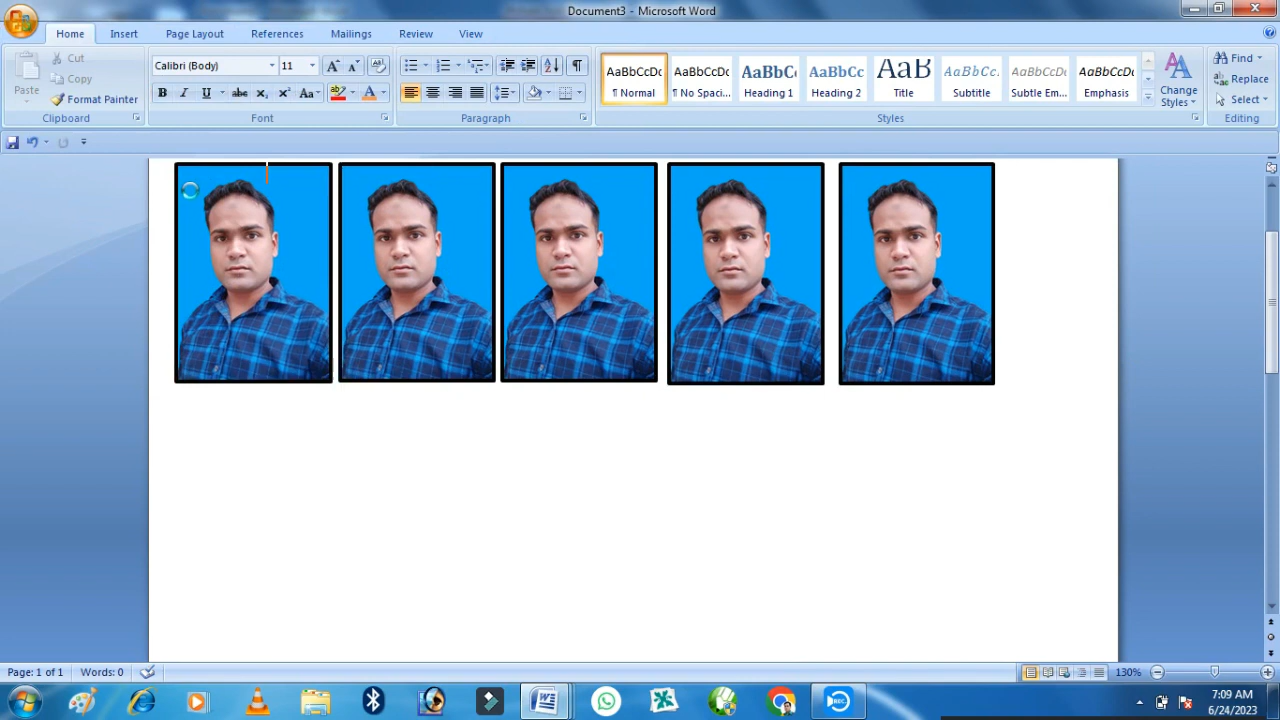 Document3 - Microsoft Word
Home Insert Page Layout References Mailings Review View
Paste
Cut
Copy
Format Painter
Clipboard
Calibri (Body) 11
Font
Paragraph
AaBbCcDc AaBbCcDc AaBbCc AaBbCc AaB AaBbCc. AaBbCcDc AaBbCcDc
¶ Normal ¶ No Spaci... Heading 1 Heading 2 Title Subtitle Subtle Em... Emphasis
Styles
Change
Styles
Find
Replace
Select
Editing
Page: 1 of 1 Words: 0 130%
REC
7:09 AM
6/24/2023